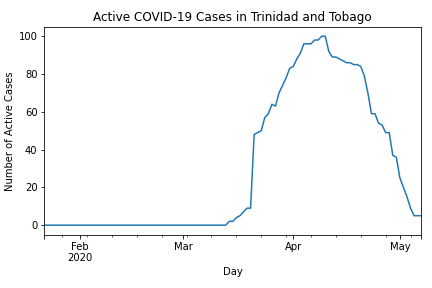 Active COVID-19 Cases in Trinidad and Tobago
100
80
60
40
20
0
Number of Active Cases
Feb
2020
Mar
Apr
May
Day